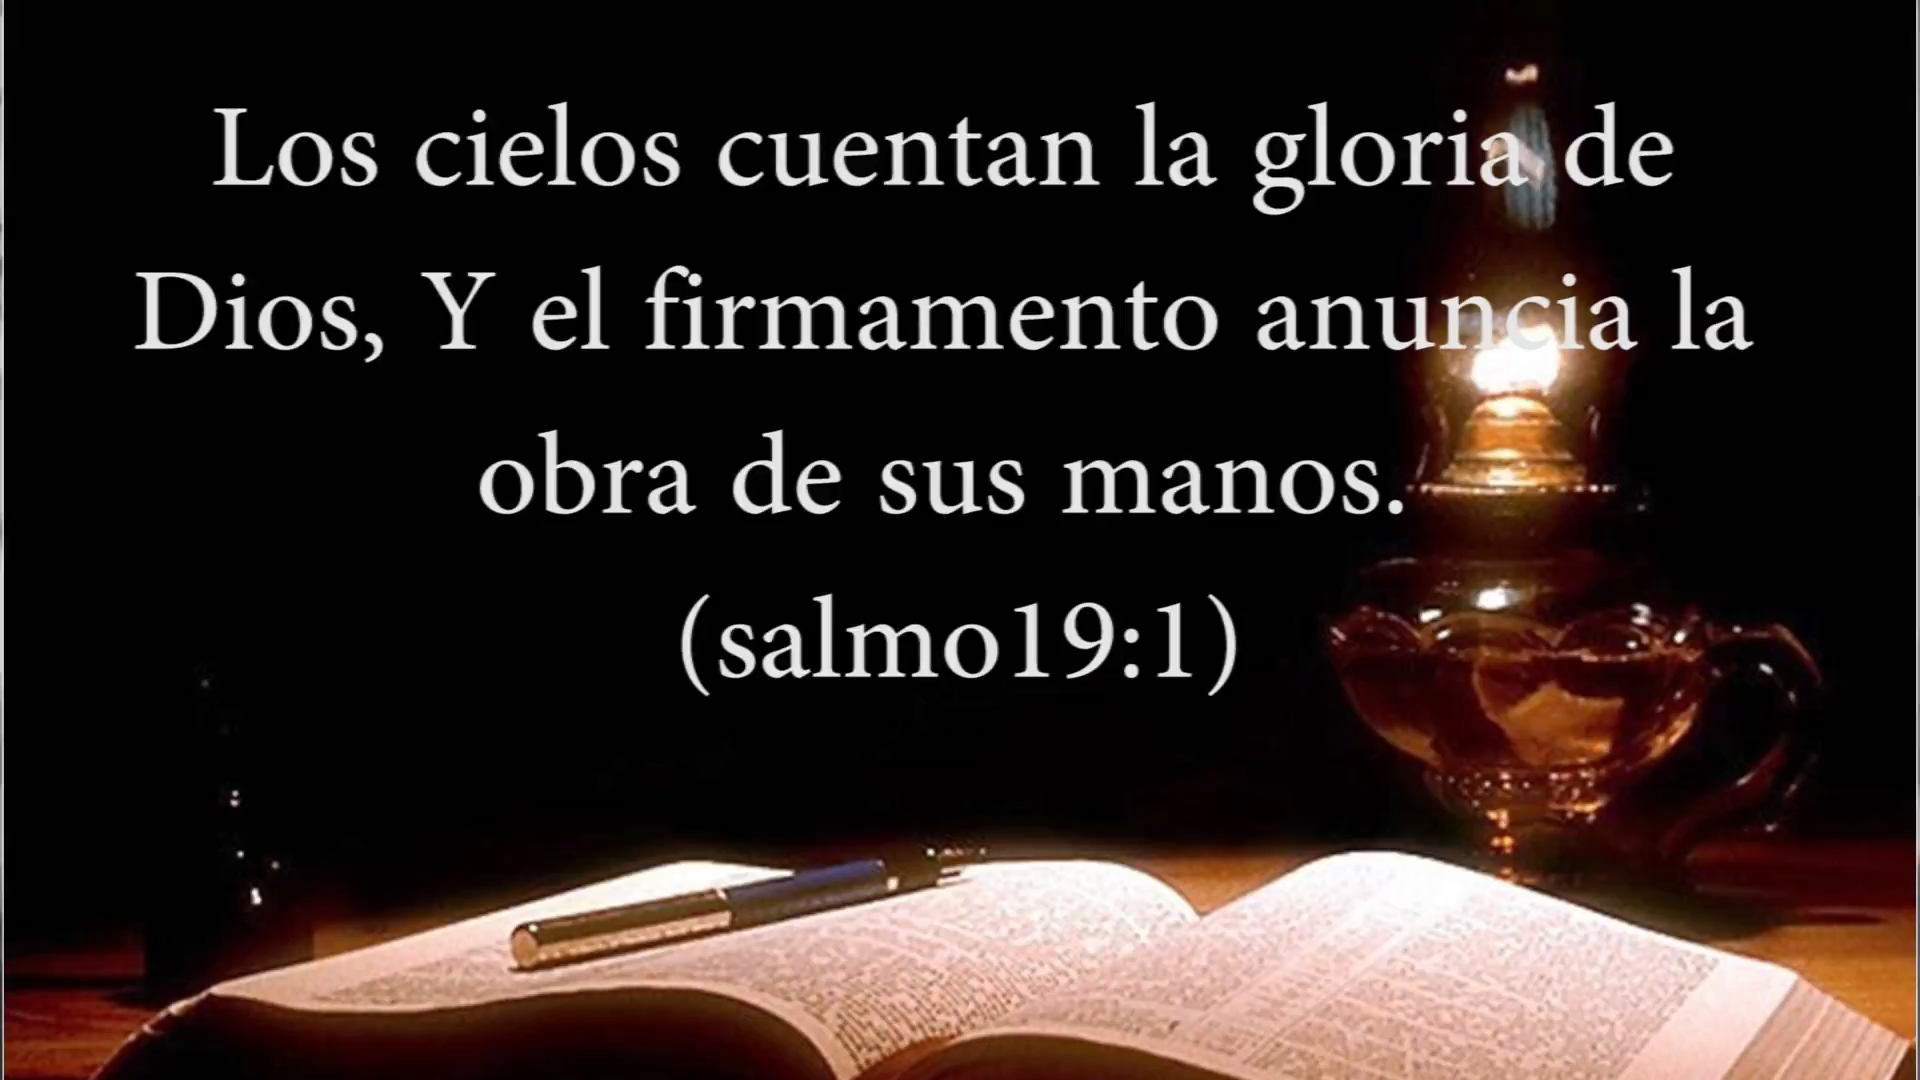 Los cielos cuentan la gloria de
Dios, Y el firmamento anuncia la
obra de sus manos.
(salmo19:1)